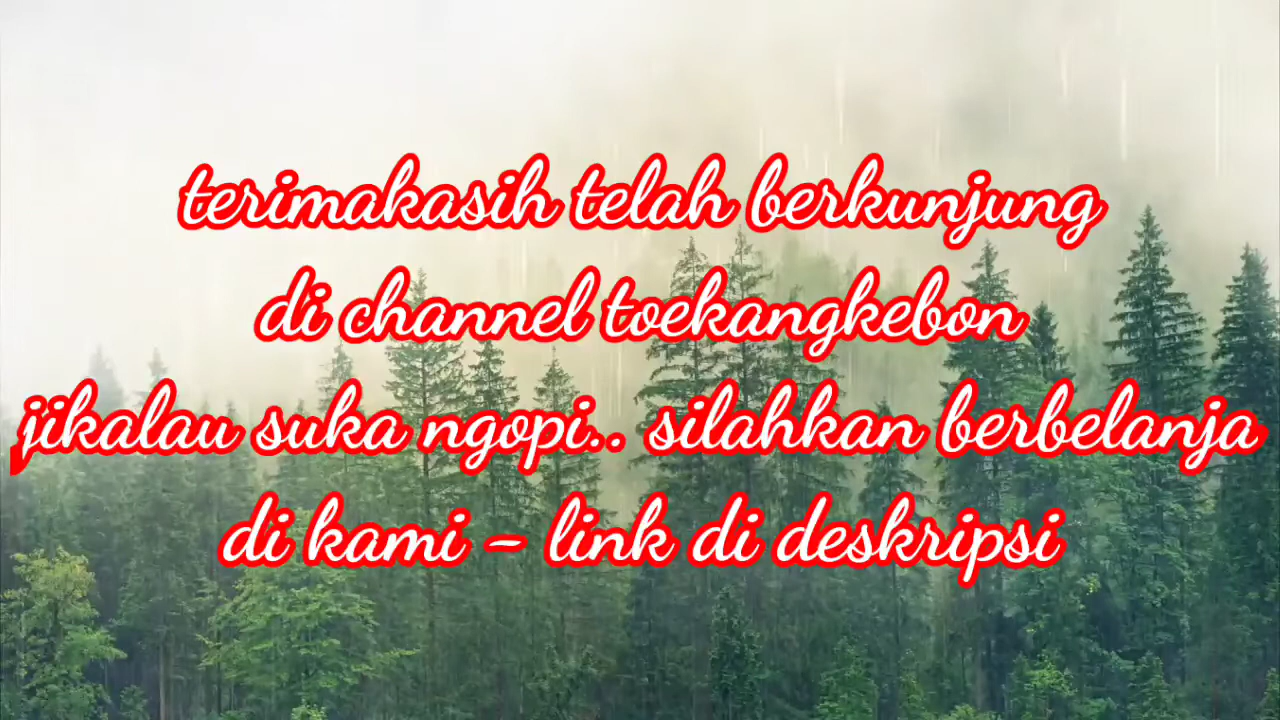 terimakasih telah berkunjung
di channel toekangkebon
jikalau suka ngopi.. silahkan berbelanja
di kami - link di deskripsi